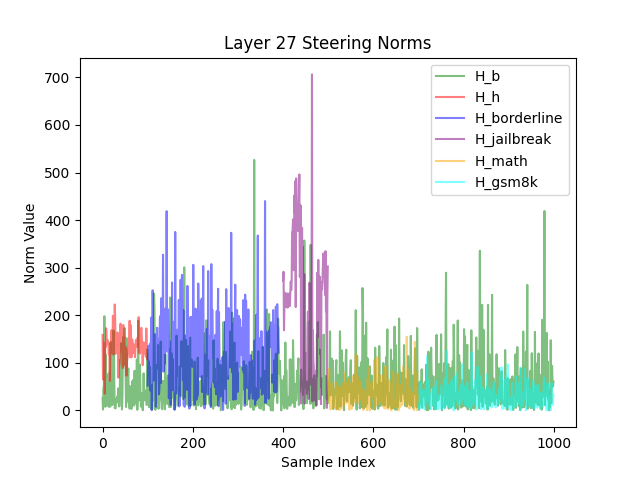 Layer 27 Steering Norms
Norm Value
700
600
500
400
300
200
100
0
H_b
H_h
H_borderline
H_jailbreak
H_math
H_gsm8k
0
200
400
600
800
1000
Sample Index